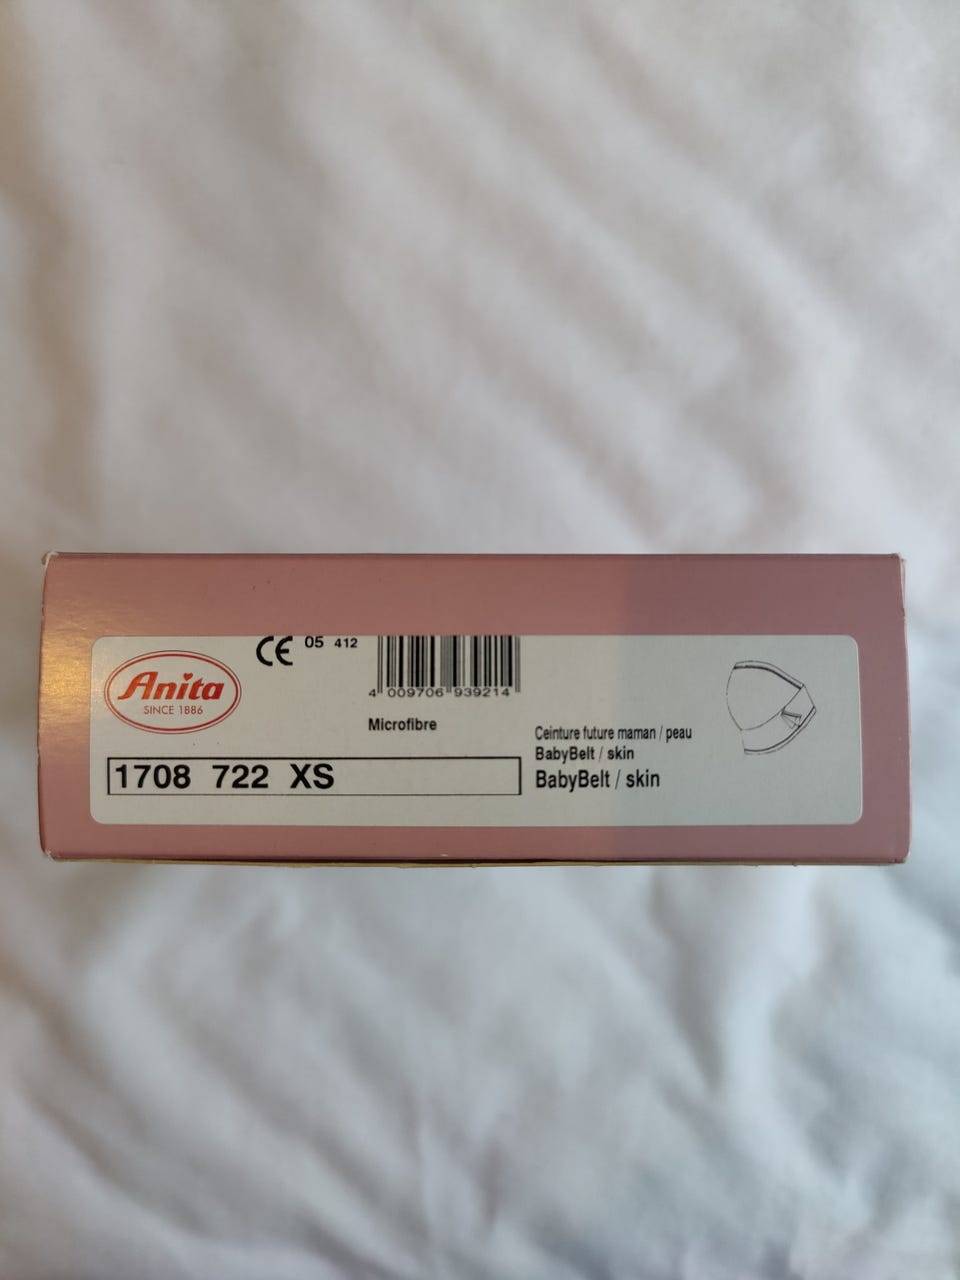 CE 05 412
4 009706 939214
Anita
SINCE 1886
Microfibre
1708 722 XS
Ceinture future maman / peau
BabyBelt / skin
BabyBelt / skin